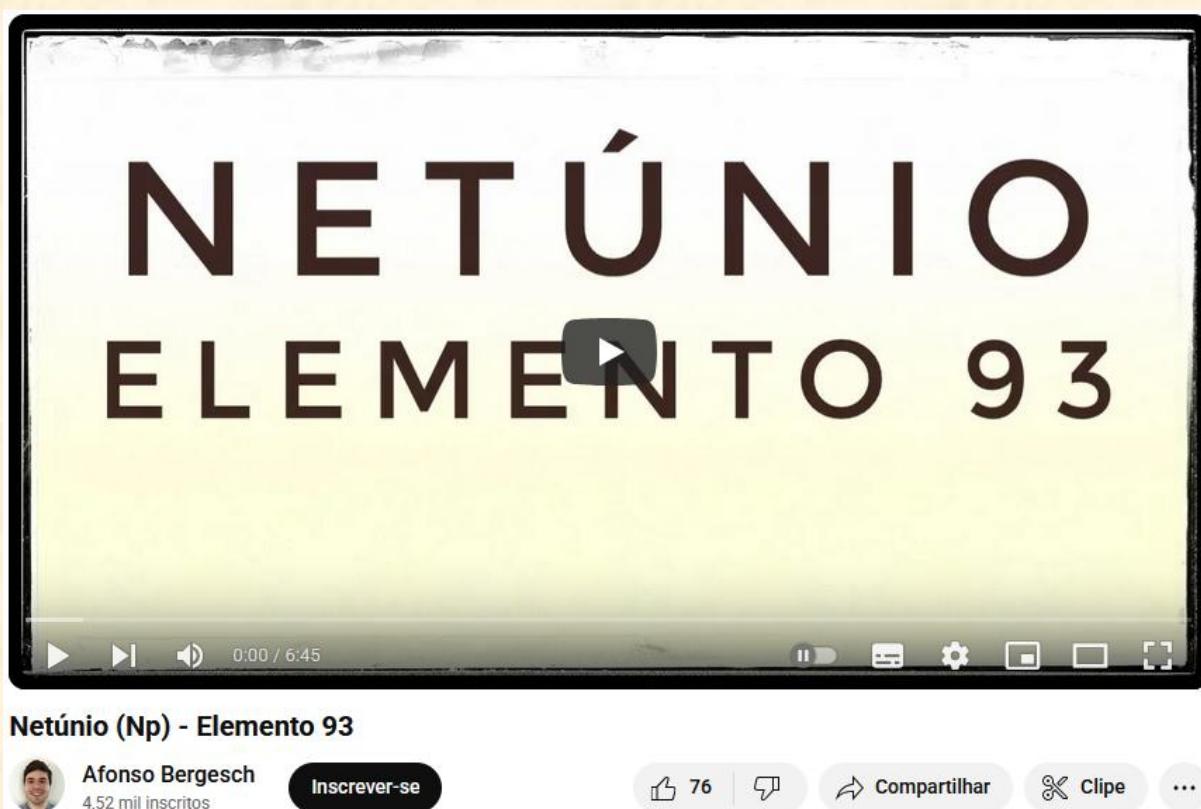 NETÚNIO
ELEMENTO 93
0:00 / 6:45
Netúnio (Np) - Elemento 93
Afonso Bergesch
4.52 mil inscritos
Inscrever-se
76
Compartilhar
Clipe